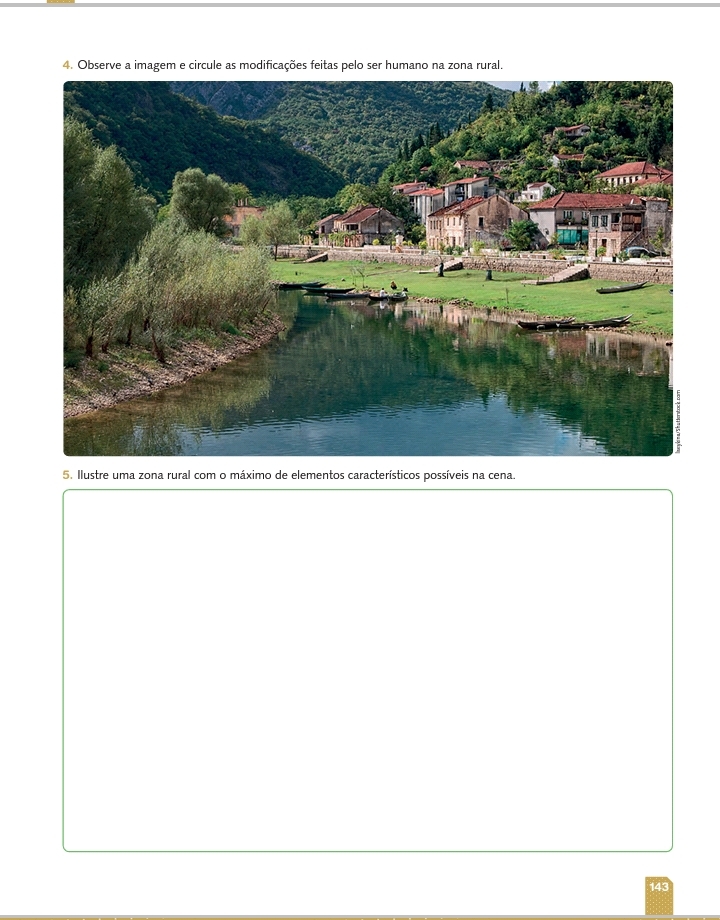 4. Observe a imagem e circule as modificações feitas pelo ser humano na zona rural.
5. Ilustre uma zona rural com o máximo de elementos característicos possíveis na cena.
143